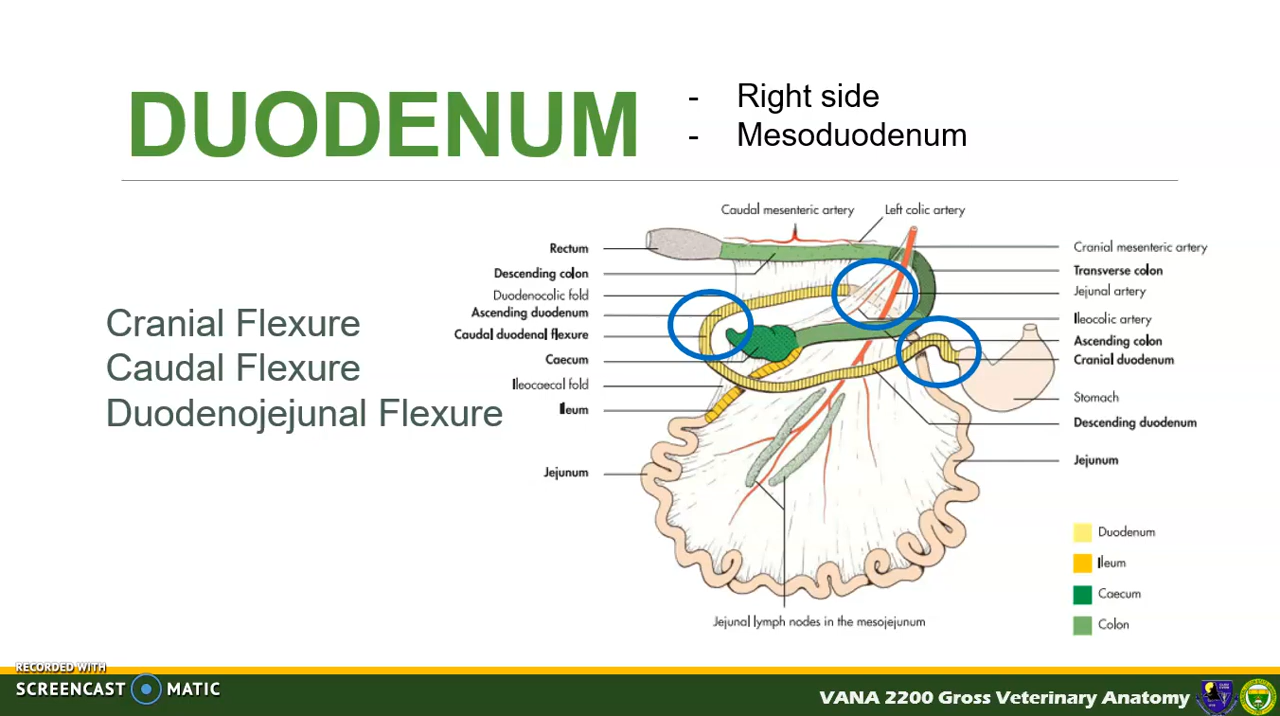 DUODENUM
- Right side
- Mesoduodenum
Cranial Flexure
Caudal Flexure
Duodenojejunal Flexure
Caudal mesenteric artery
Left colic artery
Rectum
Descending colon
Duodenocolic fold
Ascending duodenum
Caudal duodenal flexure
Caecum
Ileocaecal fold
Ileum
Jejunum
Cranial mesenteric artery
Transverse colon
Jejunal artery
Ileocolic artery
Ascending colon
Cranial duodenum
Stomach
Descending duodenum
Jejunum
Jejunal lymph nodes in the mesojejunum
Duodenum
Ileum
Caecum
Colon
RECORDED WITH
SCREENCAST MATIC
VANA 2200 Gross Veterinary Anatomy